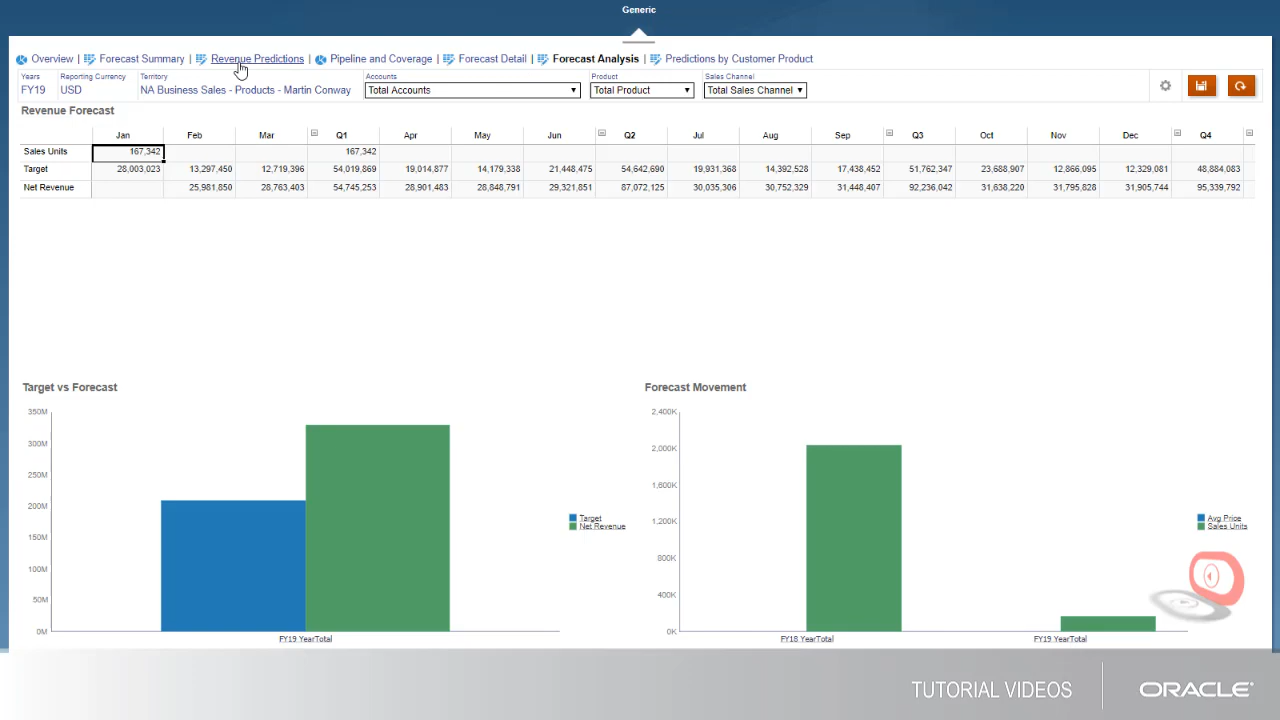 Generic
Overview | Forecast Summary | Revenue Predictions | Pipeline and Coverage | Forecast Detail | Forecast Analysis | Predictions by Customer Product
Years Reporting Currency Territory Accounts Product Sales Channel
FY19 USD NA Business Sales - Products - Martin Conway Total Accounts Total Product Total Sales Channel
Revenue Forecast
Jan Feb Mar Q1 Apr May Jun Q2 Jul Aug Sep Q3 Oct Nov Dec Q4
Sales Units 167,342 167,342
Target 28,003,023 13,297,450 12,719,396 54,019,869 19,014,877 14,179,338 21,448,475 54,642,690 19,931,368 14,392,528 17,438,452 51,762,347 23,688,907 12,866,095 12,329,081 48,884,083
Net Revenue 25,981,850 28,763,403 54,745,253 28,901,483 28,848,791 29,321,851 87,072,125 30,035,306 30,752,329 31,448,407 92,236,042 31,638,220 31,795,828 31,905,744 95,339,792
Target vs Forecast
350M
300M
250M
200M
150M
100M
50M
0M
FY19 YearTotal
Target
Net Revenue
Forecast Movement
2,400K
2,000K
1,600K
1,200K
800K
400K
0K
FY18 YearTotal FY19 YearTotal
Avg Price
Sales Units
TUTORIAL VIDEOS
ORACLE